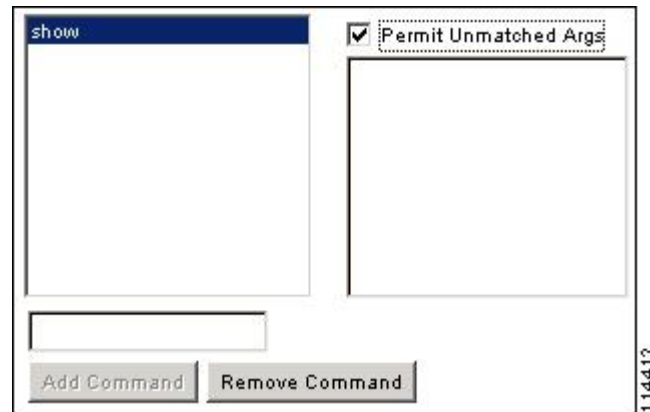 show
Permit Unmatched Args
Add Command
Remove Command
114412